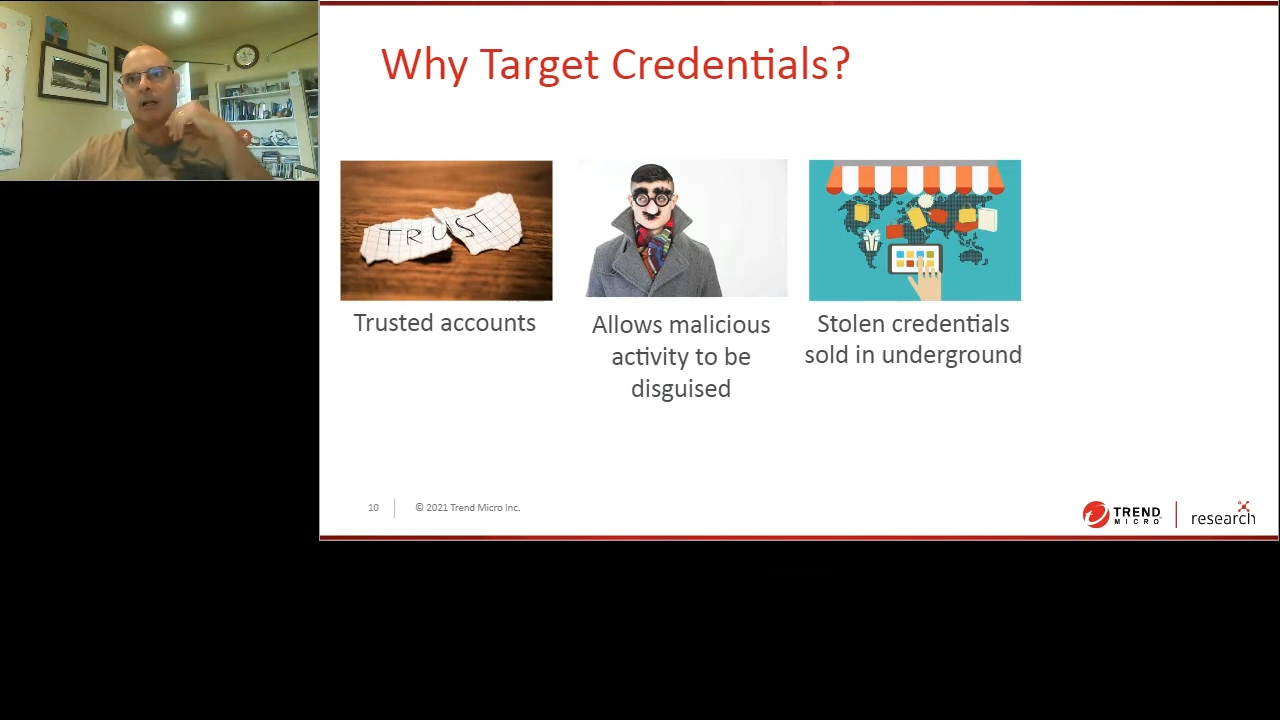 Why Target Credentials?
TRUST
Trusted accounts
Allows malicious
activity to be
disguised
Stolen credentials
sold in underground
10
© 2021 Trend Micro Inc.
TREND
MICRO
research